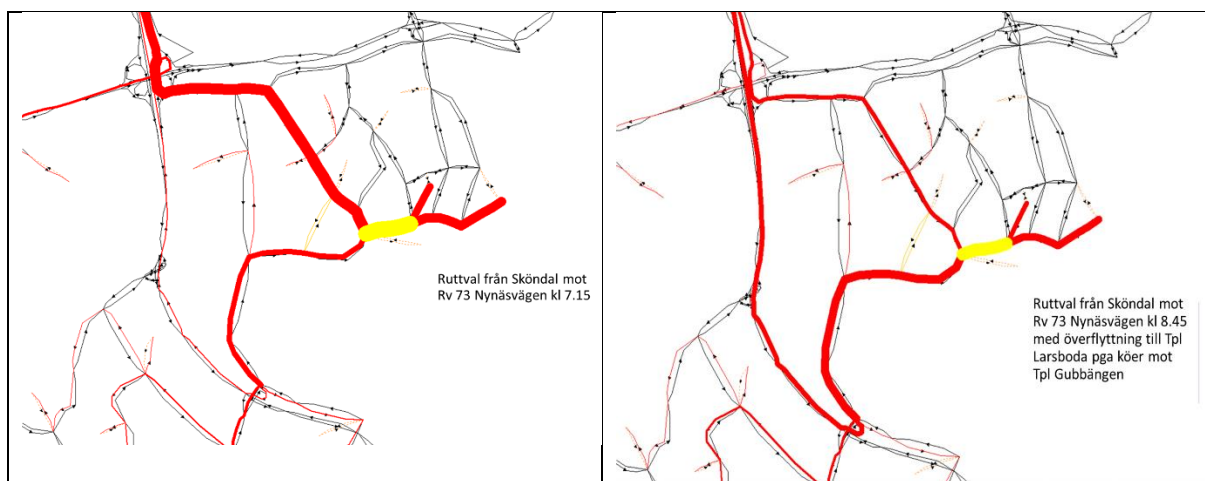 Ruttval från Sköndal mot
Rv 73 Nynäsvägen kl 7.15
Ruttval från Sköndal mot
Rv 73 Nynäsvägen kl 8.45
med överflyttning till Tpl
Larsboda pga köer mot
Tpl Gubbängen